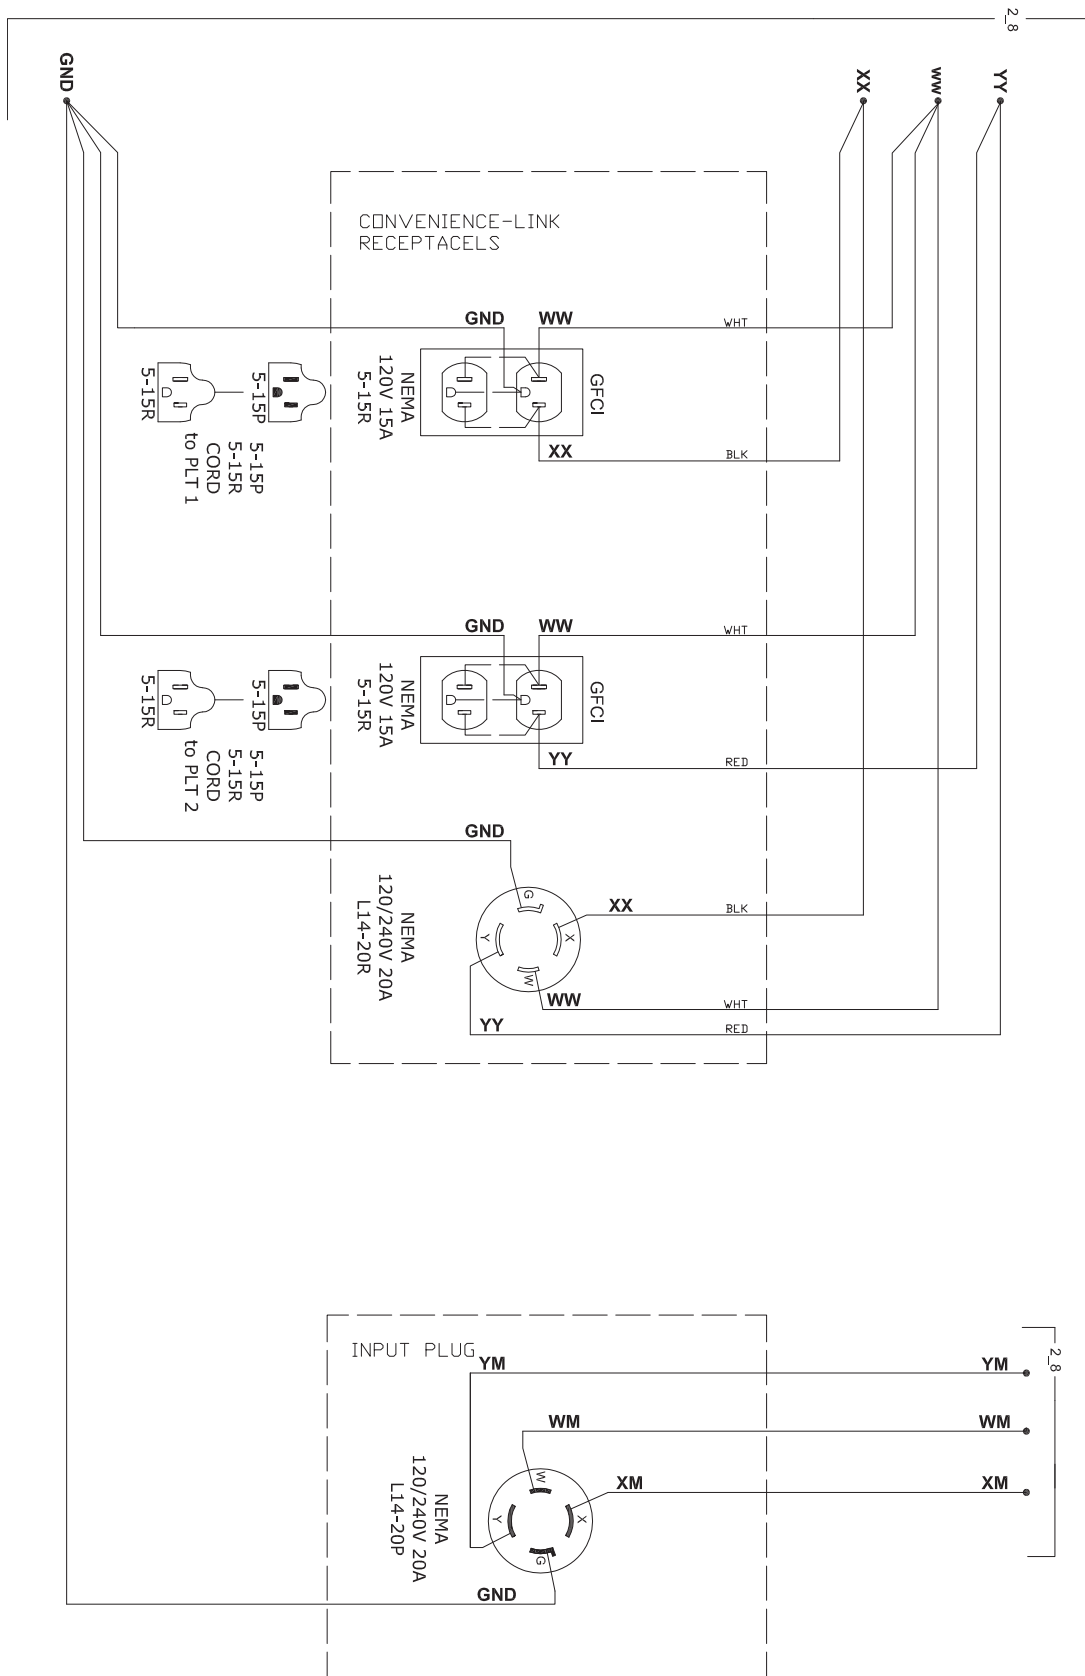 2_8
GND
XX
WW
YY
CONVENIENCE-LINK
RECEPTACELS
GND
WW
WHT
GFCI
NEMA
120V 15A
5-15R
5-15P
5-15R
5-15P
5-15R
CORD
to PLT 1
XX
BLK
GND
WW
WHT
GFCI
NEMA
120V 15A
5-15R
5-15P
5-15R
5-15P
5-15R
CORD
to PLT 2
YY
RED
GND
G
X
Y
W
XX
BLK
NEMA
120/240V 20A
L14-20R
WW
WHT
YY
RED
INPUT PLUG
2_8
YM
YM
WM
WM
XM
XM
W
X
Y
G
NEMA
120/240V 20A
L14-20P
GND